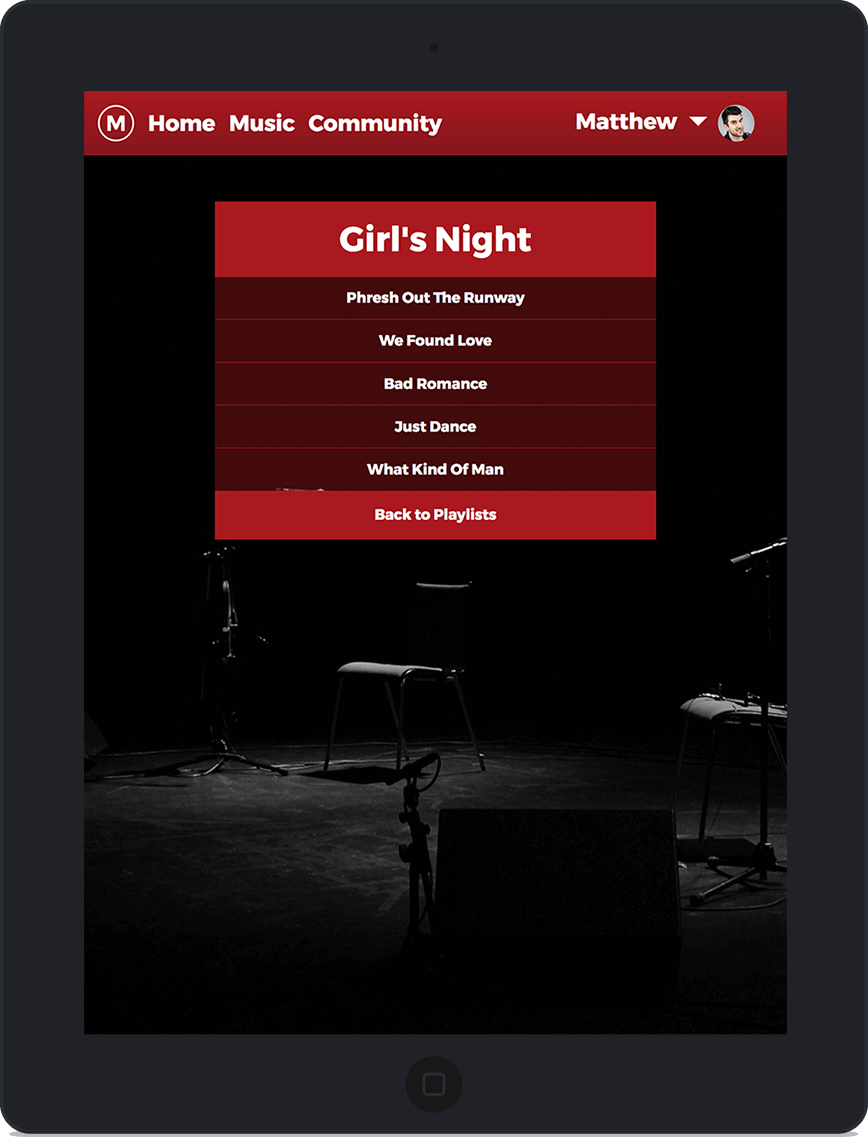 M Home Music Community Matthew
Girl's Night
Phresh Out The Runway
We Found Love
Bad Romance
Just Dance
What Kind Of Man
Back to Playlists